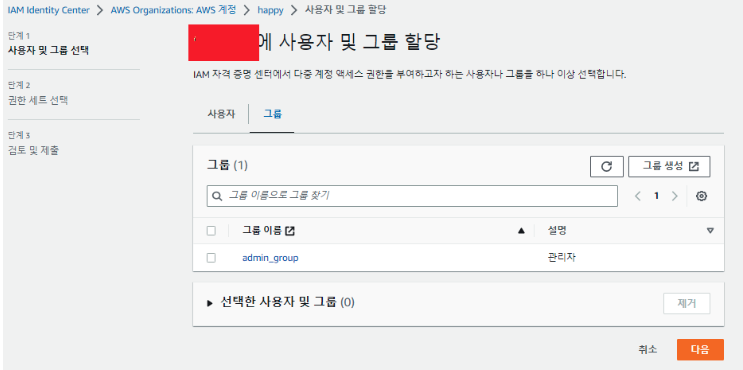 IAM Identity Center > AWS Organizations: AWS 계정 > happy > 사용자 및 그룹 할당
단계 1
사용자 및 그룹 선택
단계 2
권한 세트 선택
단계 3
검토 및 제출
에 사용자 및 그룹 할당
IAM 자격 증명 센터에서 다중 계정 액세스 권한을 부여하고자 하는 사용자나 그룹을 하나 이상 선택합니다.
사용자 그룹
그룹 (1)
그룹 생성
그룹 이름으로 그룹 찾기
1
그룹 이름 설명
admin_group 관리자
선택한 사용자 및 그룹 (0) 제거
취소 다음